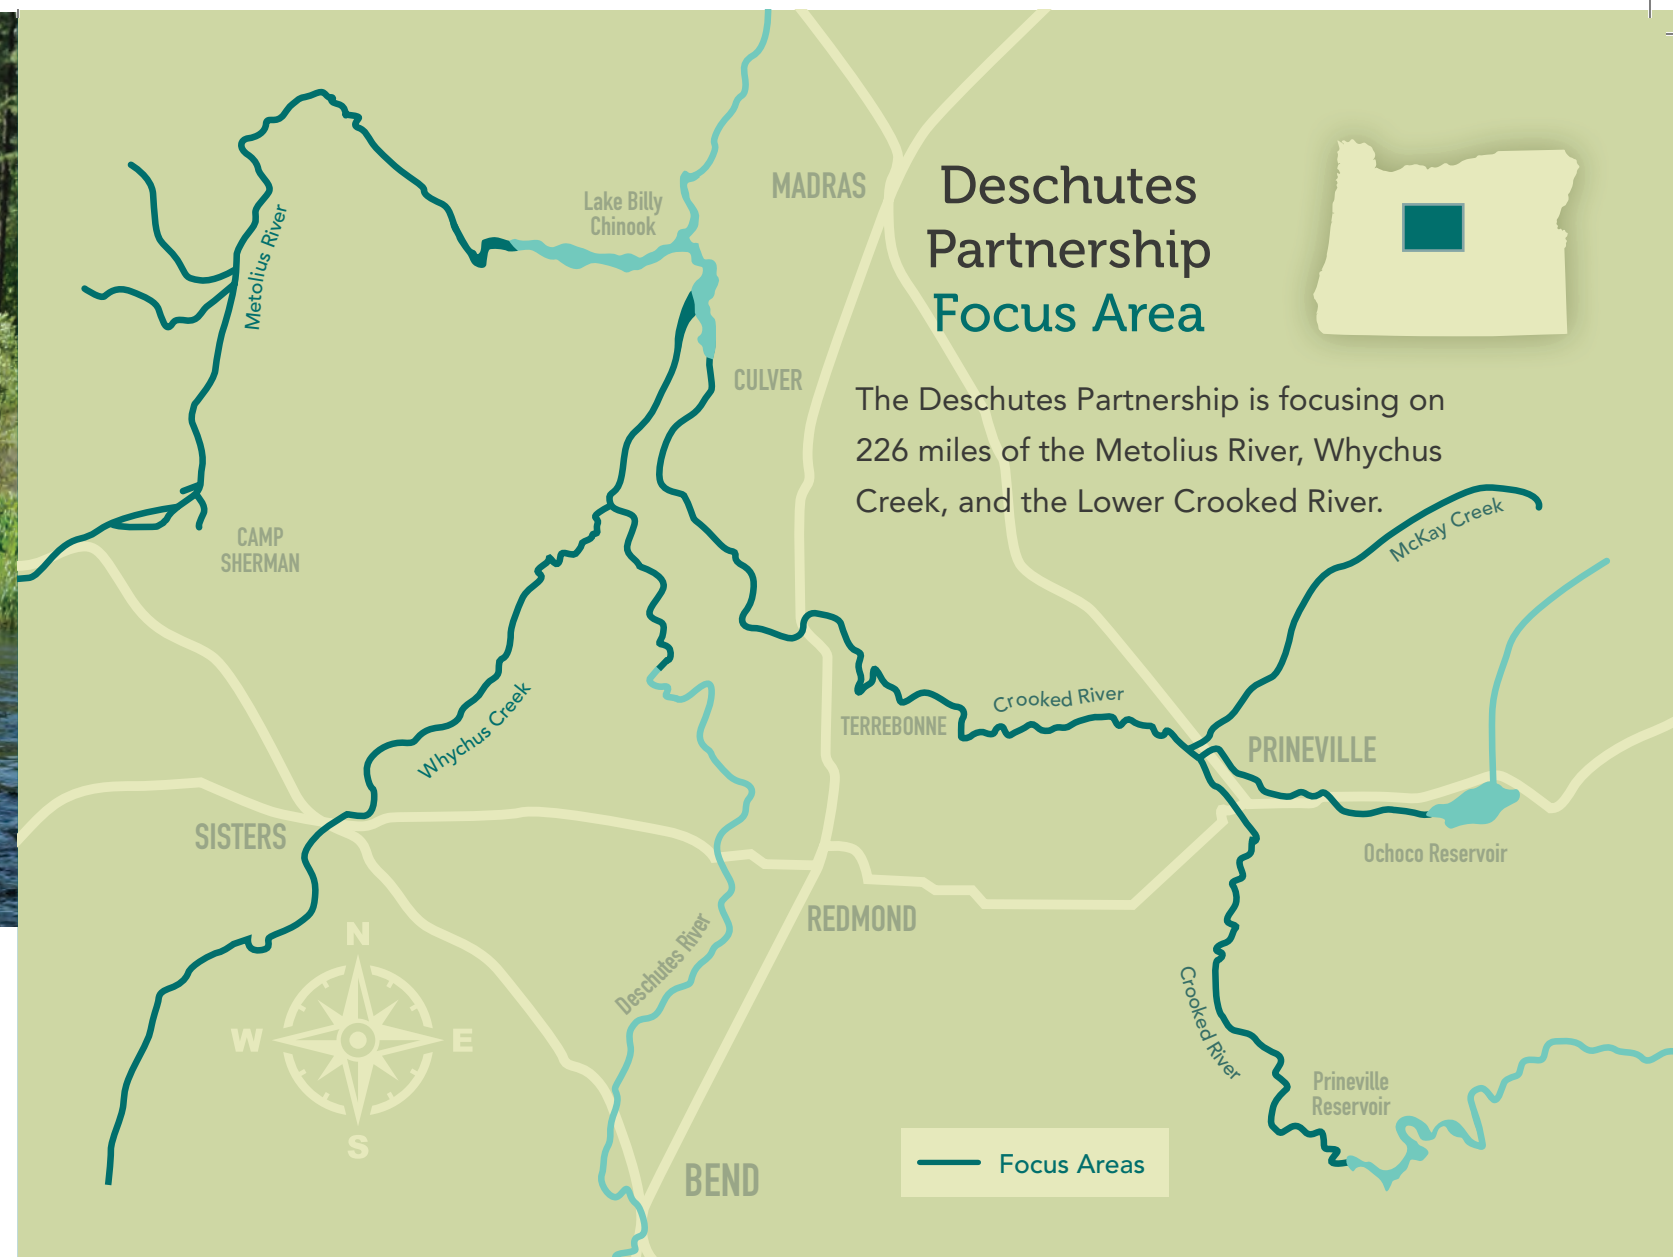 Deschutes
Partnership
Focus Area
The Deschutes Partnership is focusing on
226 miles of the Metolius River, Whychus
Creek, and the Lower Crooked River.
MADRAS
Lake Billy
Chinook
Metolius River
CULVER
CAMP
SHERMAN
McKay Creek
Whychus Creek
Crooked River
TERREBONNE
PRINEVILLE
SISTERS
Ochoco Reservoir
REDMOND
Deschutes River
N
W
E
S
Crooked River
Prineville
Reservoir
BEND
Focus Areas